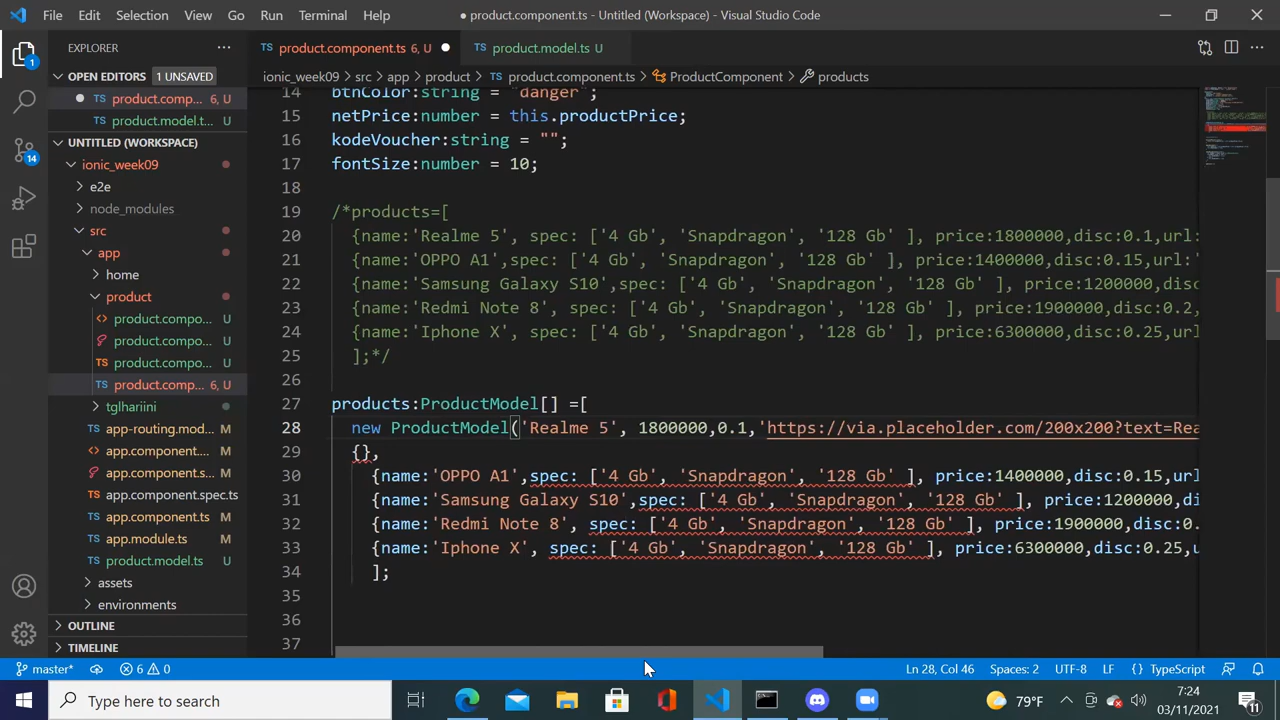 File Edit Selection View Go Run Terminal Help
● product.component.ts - Untitled (Workspace) - Visual Studio Code
EXPLORER
OPEN EDITORS 1 UNSAVED
product.comp... 6, U
product.model.t... U
UNTITLED (WORKSPACE)
ionic_week09
e2e
node_modules
src
app
home
product
product.compo... U
product.compo... U
product.compo... U
product.comp... 6, U
tglhariini
app-routing.mod... M
app.component.... M
app.component.s... M
app.component.spec.ts
app.component.ts M
app.module.ts M
product.model.ts U
assets
environments
OUTLINE
TIMELINE
1
14
product.component.ts 6, U ●
product.model.ts U
ionic_week09 > src > app > product > product.component.ts > ProductComponent > products
14 btnColor:string = "danger";
15 netPrice:number = this.productPrice;
16 kodeVoucher:string = "";
17 fontSize:number = 10;
18
19 /*products=[
20 {name:'Realme 5', spec: ['4 Gb', 'Snapdragon', '128 Gb' ], price:1800000,disc:0.1,url:
21 {name:'OPPO A1',spec: ['4 Gb', 'Snapdragon', '128 Gb' ], price:1400000,disc:0.15,url:'
22 {name:'Samsung Galaxy S10',spec: ['4 Gb', 'Snapdragon', '128 Gb' ], price:1200000,dis
23 {name:'Redmi Note 8', spec: ['4 Gb', 'Snapdragon', '128 Gb' ], price:1900000,disc:0.2,
24 {name:'Iphone X', spec: ['4 Gb', 'Snapdragon', '128 Gb' ], price:6300000,disc:0.25,url
25 ];*/
26
27 products:ProductModel[] =[
28 new ProductModel('Realme 5', 1800000,0.1,'https://via.placeholder.com/200x200?text=Rea
29 {},
30 {name:'OPPO A1',spec: ['4 Gb', 'Snapdragon', '128 Gb' ], price:1400000,disc:0.15,url
31 {name:'Samsung Galaxy S10',spec: ['4 Gb', 'Snapdragon', '128 Gb' ], price:1200000,di
32 {name:'Redmi Note 8', spec: ['4 Gb', 'Snapdragon', '128 Gb' ], price:1900000,disc:0.
33 {name:'Iphone X', spec: ['4 Gb', 'Snapdragon', '128 Gb' ], price:6300000,disc:0.25,u
34 ];
35
36
37
master* 6 0 Ln 28, Col 46 Spaces: 2 UTF-8 LF {} TypeScript
Type here to search
79°F
7:24
03/11/2021
11